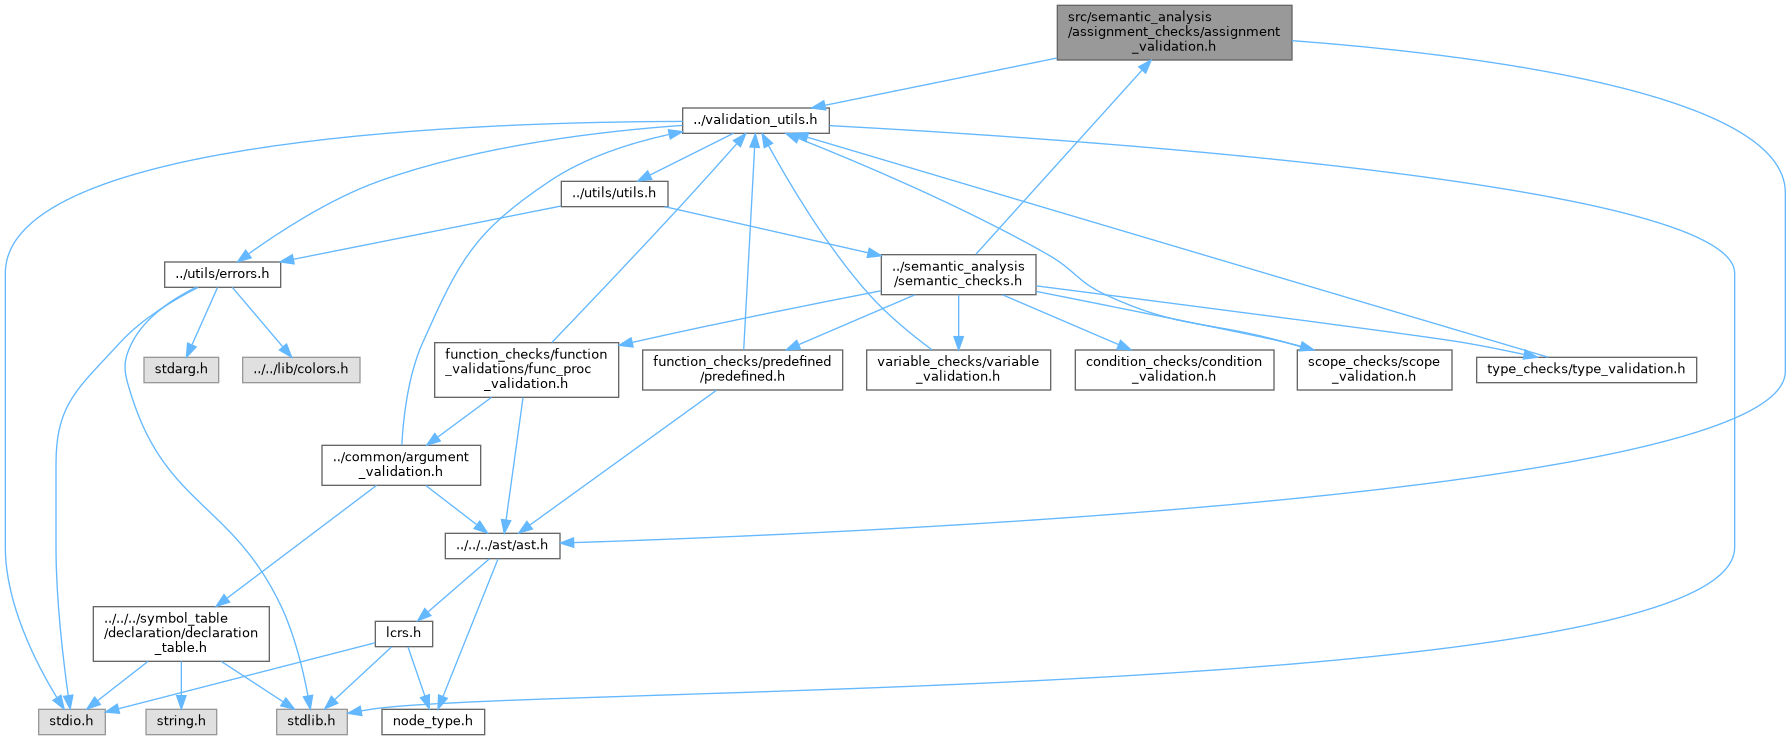 src/semantic_analysis
/assignment_checks/assignment
_validation.h
../validation_utils.h
../utils/utils.h
../utils/errors.h
../semantic_analysis
/semantic_checks.h
stdarg.h
../../lib/colors.h
function_checks/function
_validations/func_proc
_validation.h
function_checks/predefined
/predefined.h
variable_checks/variable
_validation.h
condition_checks/condition
_validation.h
scope_checks/scope
_validation.h
type_checks/type_validation.h
../common/argument
_validation.h
../../../ast/ast.h
../../../symbol_table
/declaration/declaration
_table.h
lcrs.h
stdio.h
string.h
stdlib.h
node_type.h